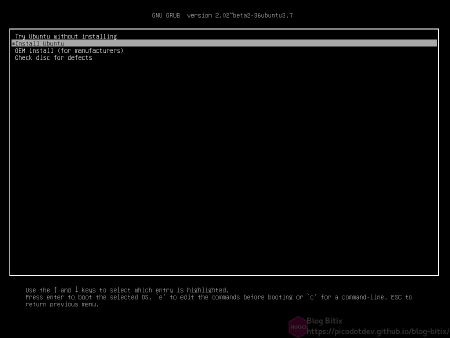 GNU GRUB version 2.02~beta2-36ubuntu3.7
Try Ubuntu without installing
*Install Ubuntu
OEM install (for manufacturers)
Check disc for defects
Use the ↑ and ↓ keys to select which entry is highlighted.
Press enter to boot the selected OS, `e' to edit the commands before booting or `c' for a command-line. ESC to
return previous menu.
Blog Bitix
https://picodotdev.github.io/blog-bitix/